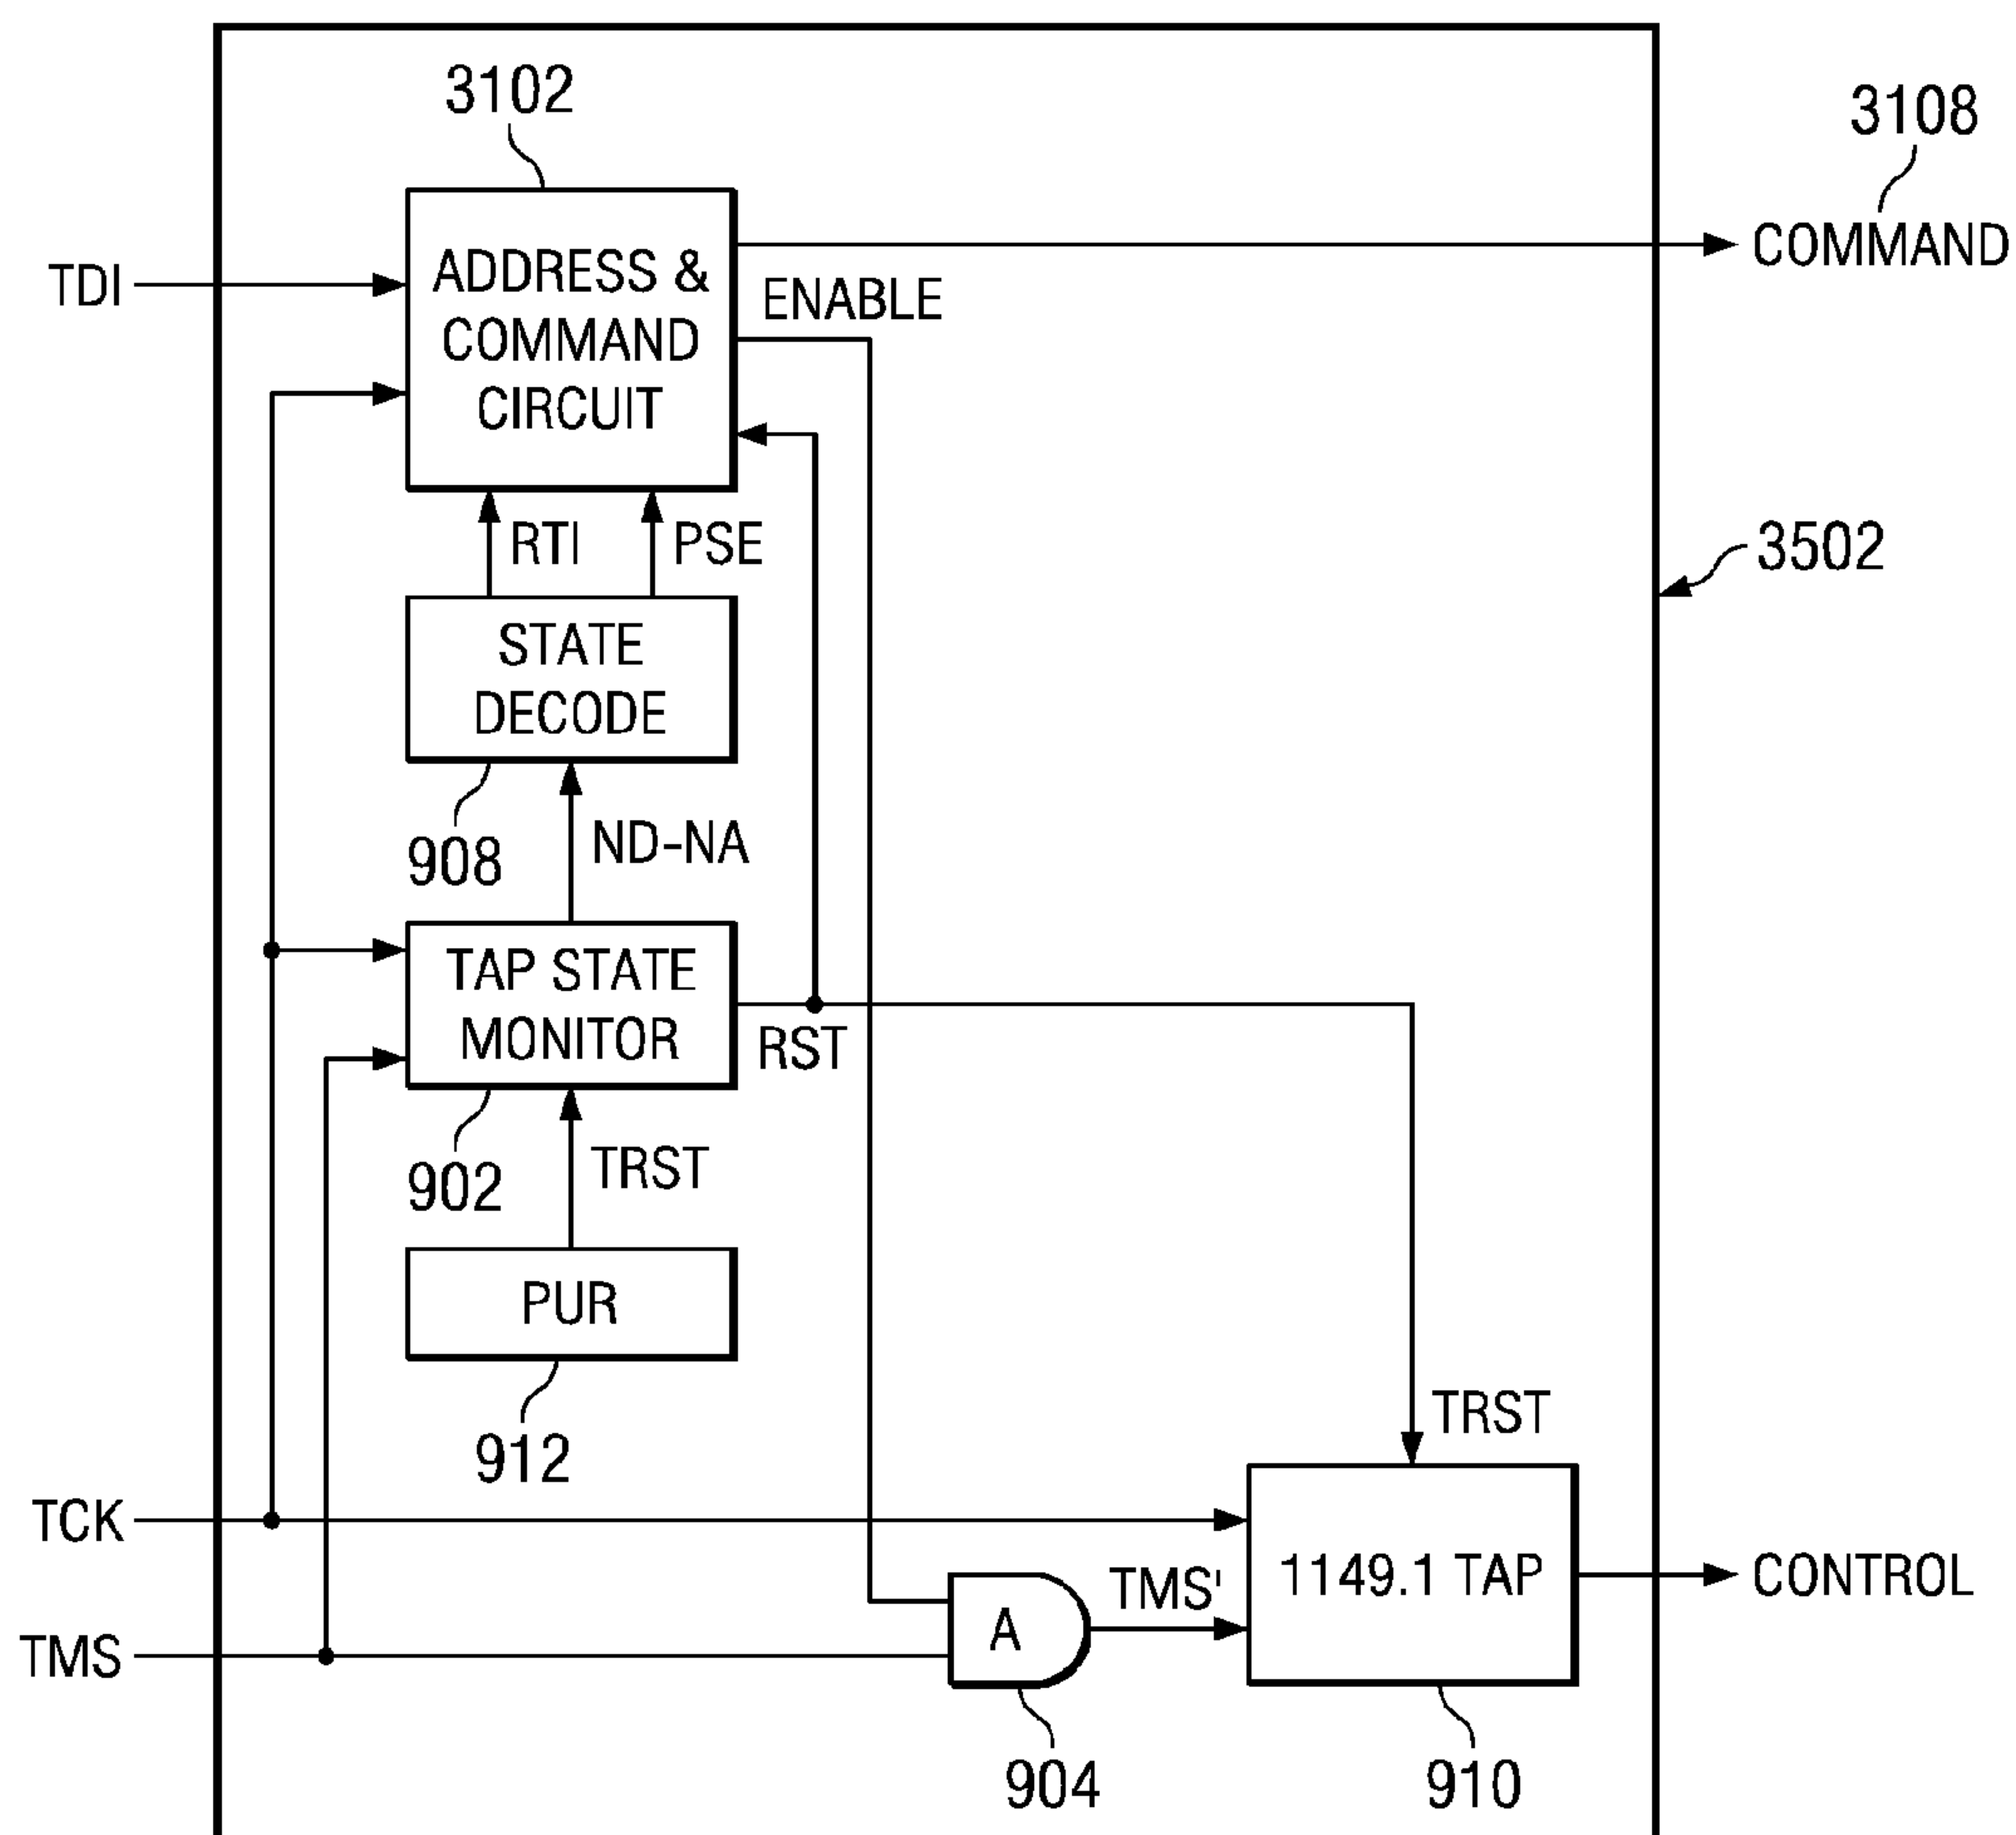 3102
3108
COMMAND
TDI
ADDRESS &
COMMAND
CIRCUIT
ENABLE
RTI
PSE
3502
STATE
DECODE
908
ND-NA
TAP STATE
MONITOR
RST
902
TRST
PUR
912
TRST
TCK
1149.1 TAP
CONTROL
TMS'
A
TMS
904
910